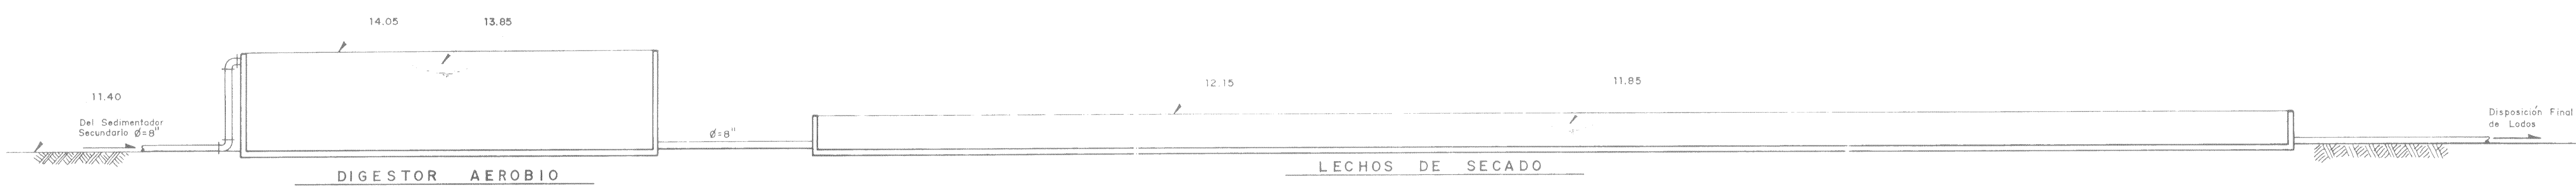 14.05
13.85
11.40
Del Sedimentador
Secundario Ø=8"
DIGESTOR AEROBIO
Ø=8"
12.15
11.85
LECHOS DE SECADO
Disposición Final
de Lodos